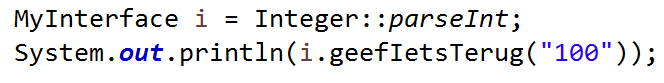 MyInterface i = Integer::parseInt;
System.out.println(i.geefIetsTerug("100"));